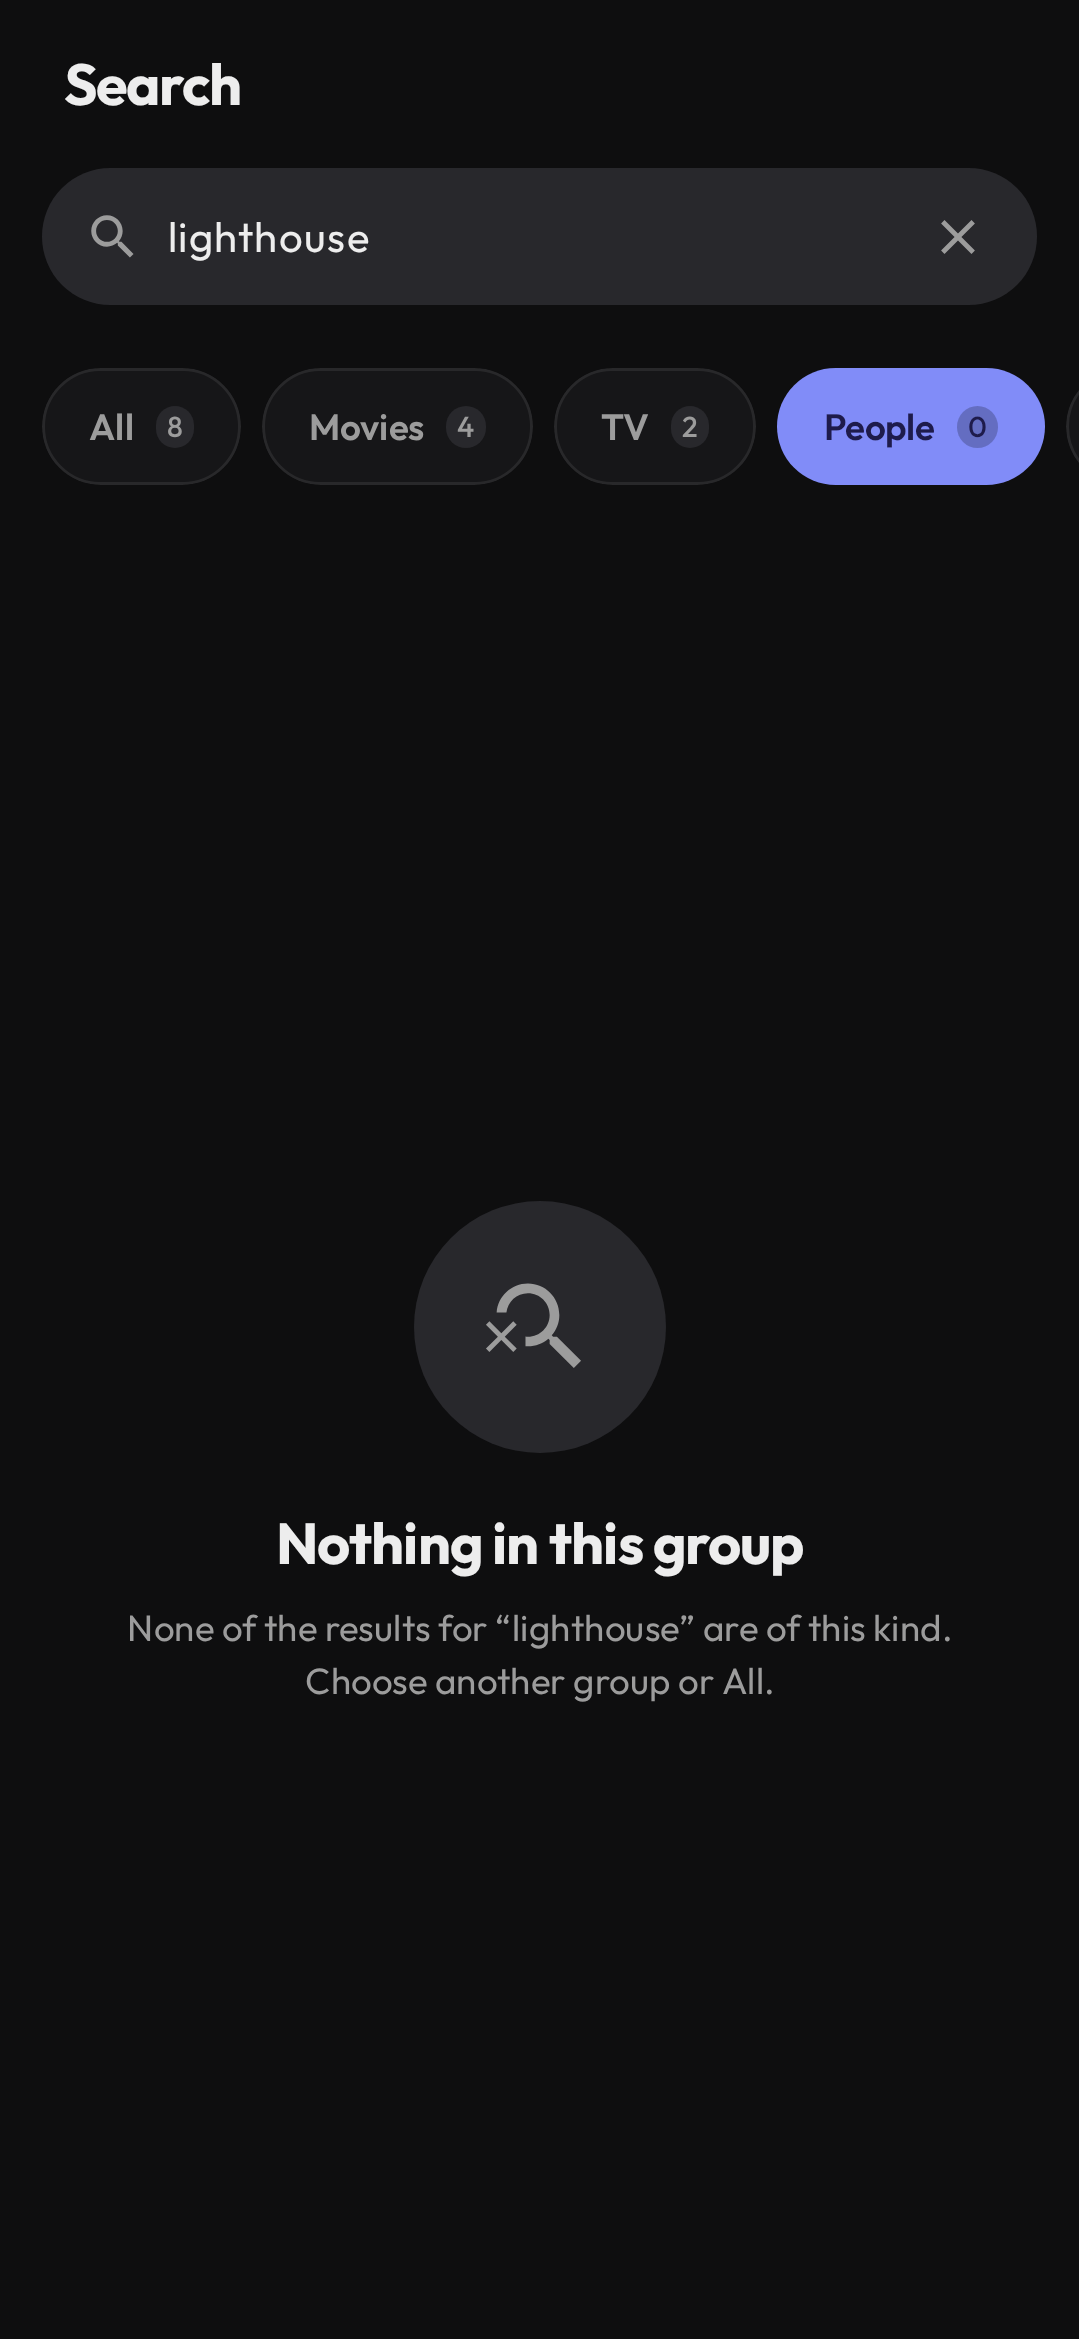 Search
lighthouse
All 8 Movies 4 TV 2 People 0
Nothing in this group
None of the results for “lighthouse” are of this kind.
Choose another group or All.